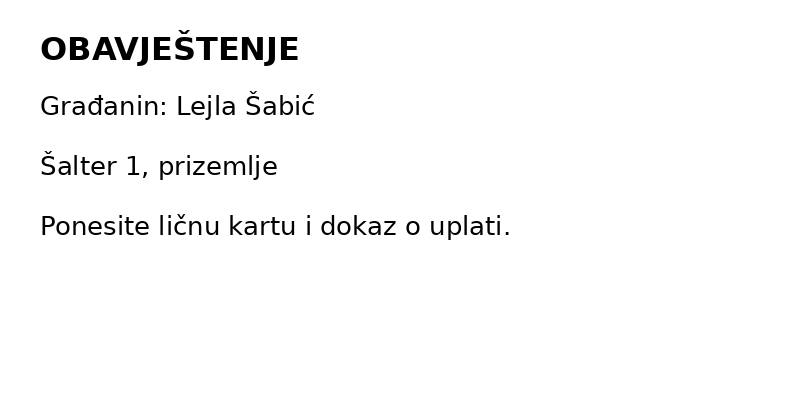 OBAVJEŠTENJE
Građanin: Lejla Šabić
Šalter 1, prizemlje
Ponesite ličnu kartu i dokaz o uplati.